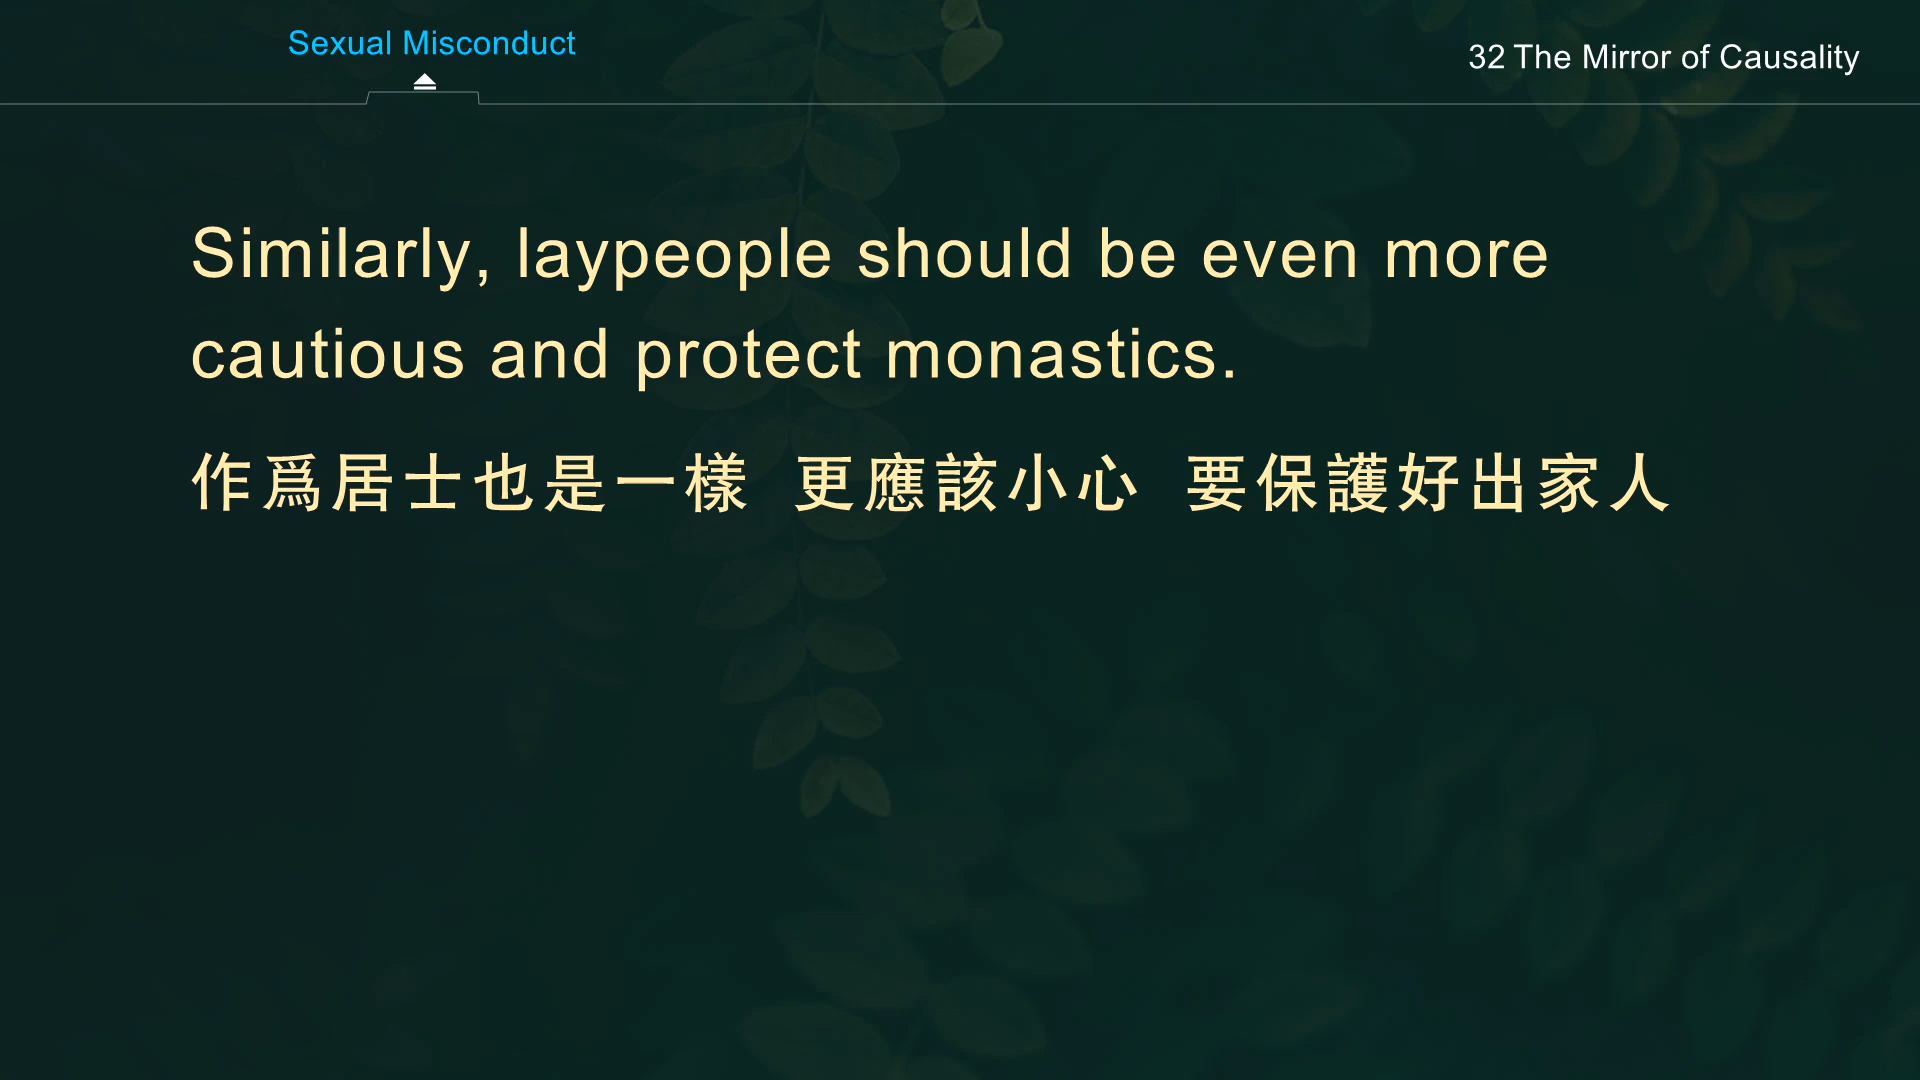 Sexual Misconduct
32 The Mirror of Causality
Similarly, laypeople should be even more
cautious and protect monastics.
作爲居士也是一樣 更應該小心 要保護好出家人